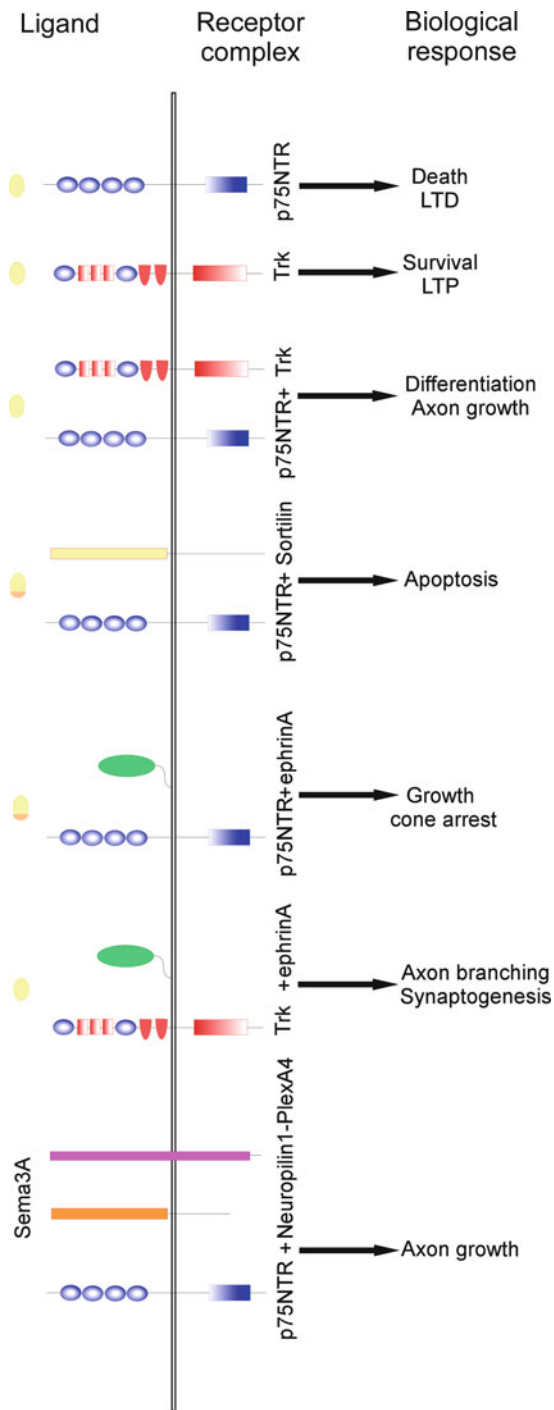 Ligand
Receptor
complex
Biological
response
p75NTR
Death
LTD
Trk
Survival
LTP
p75NTR+ Trk
Differentiation
Axon growth
p75NTR+ Sortilin
Apoptosis
p75NTR+ephrinA
Growth
cone arrest
Trk +ephrinA
Axon branching
Synaptogenesis
Sema3A
p75NTR + Neuropilin1-PlexA4
Axon growth